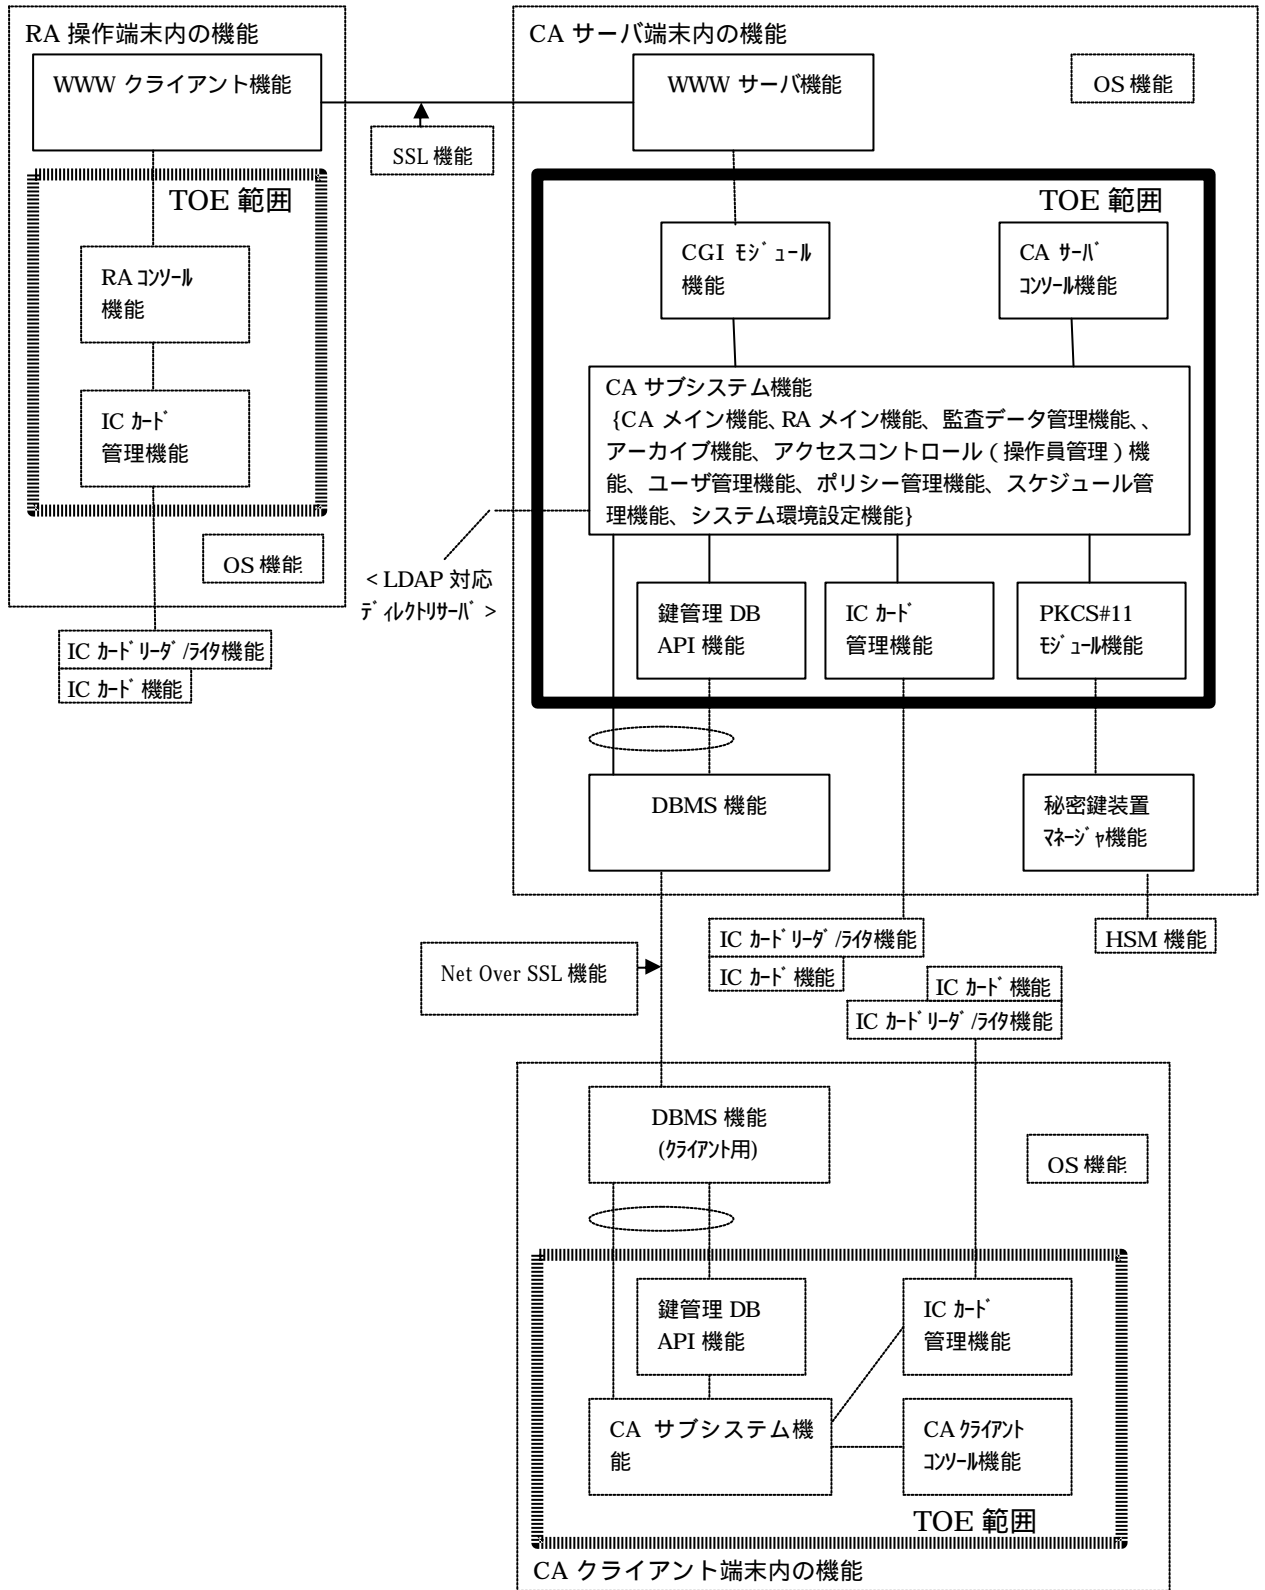 RA 操作端末内の機能
WWW クライアント機能
SSL 機能
TOE 範囲
RA ｺﾝｿｰﾙ
機能
IC ｶｰﾄﾞ
管理機能
OS 機能
IC ｶｰﾄﾞﾘｰﾀﾞ/ﾗｲﾀ機能
IC ｶｰﾄﾞ機能
CA サーバ端末内の機能
WWW サーバ機能
OS 機能
TOE 範囲
CGI ﾓｼﾞｭｰﾙ
機能
CA ｻｰﾊﾞ
ｺﾝｿｰﾙ機能
CA サブシステム機能
{CA メイン機能、RA メイン機能、監査データ管理機能、、
アーカイブ機能、アクセスコントロール(操作員管理)機
能、ユーザ管理機能、ポリシー管理機能、スケジュール管
理機能、システム環境設定機能}
<LDAP 対応
ﾃﾞｨﾚｸﾄﾘｻｰﾊﾞ>
鍵管理 DB
API 機能
IC ｶｰﾄﾞ
管理機能
PKCS#11
ﾓｼﾞｭｰﾙ機能
DBMS 機能
秘密鍵装置
ﾏﾈｰｼﾞｬ機能
IC ｶｰﾄﾞﾘｰﾀﾞ/ﾗｲﾀ機能
IC ｶｰﾄﾞ機能
HSM 機能
Net Over SSL 機能
IC ｶｰﾄﾞ機能
IC ｶｰﾄﾞﾘｰﾀﾞ/ﾗｲﾀ機能
DBMS 機能
(ｸﾗｲｱﾝﾄ用)
OS 機能
鍵管理 DB
API 機能
IC ｶｰﾄﾞ
管理機能
CA サブシステム機
能
CA ｸﾗｲｱﾝﾄ
ｺﾝｿｰﾙ機能
TOE 範囲
CA クライアント端末内の機能